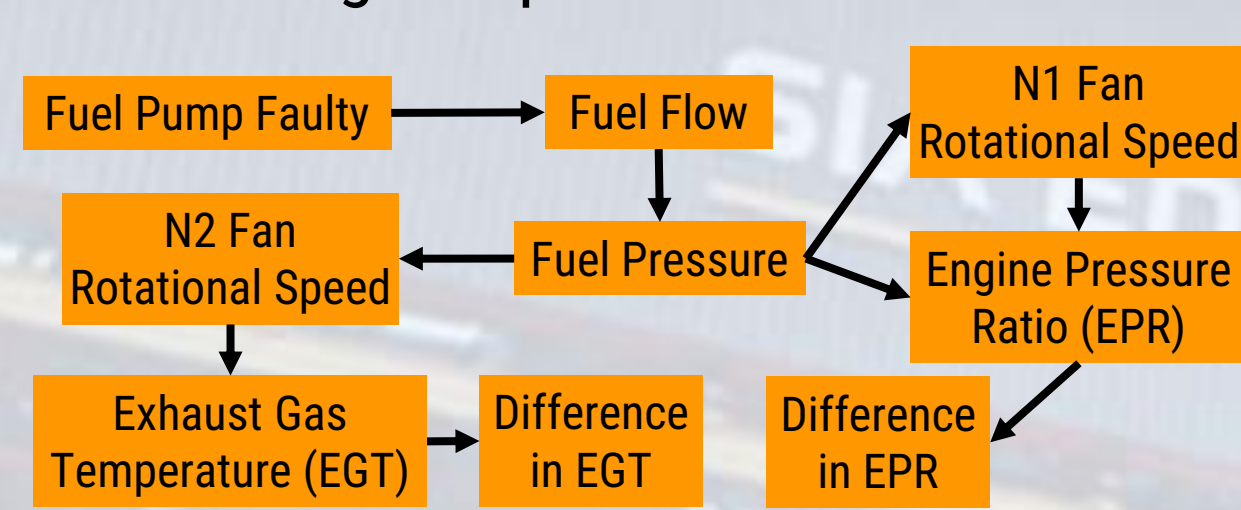 Fuel Pump Faulty
Fuel Flow
N1 Fan
Rotational Speed
N2 Fan
Rotational Speed
Fuel Pressure
Engine Pressure
Ratio (EPR)
Exhaust Gas
Temperature (EGT)
Difference
in EGT
Difference
in EPR